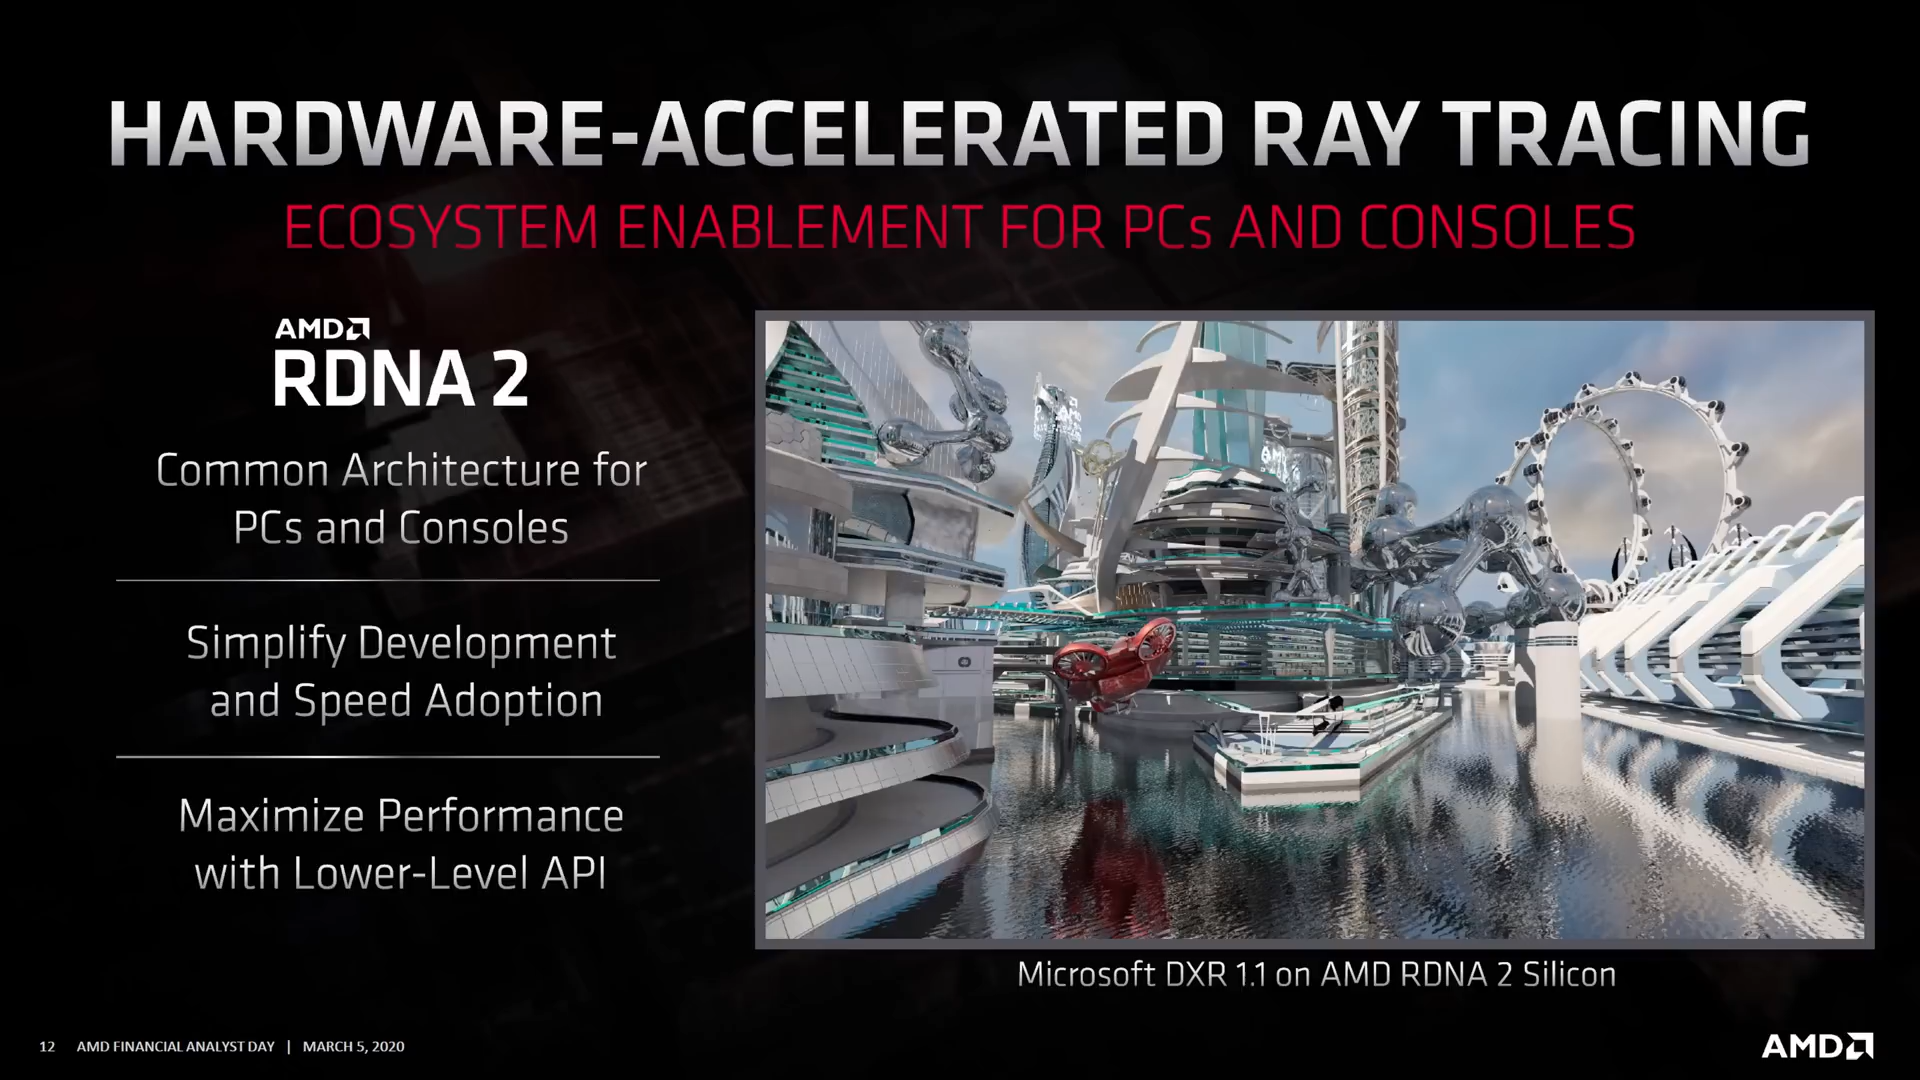 HARDWARE-ACCELERATED RAY TRACING
ECOSYSTEM ENABLEMENT FOR PCs AND CONSOLES
AMD
RDNA 2
Common Architecture for
PCs and Consoles
Simplify Development
and Speed Adoption
Maximize Performance
with Lower-Level API
AMD
AMD
Microsoft DXR 1.1 on AMD RDNA 2 Silicon
12 AMD FINANCIAL ANALYST DAY | MARCH 5, 2020
AMD